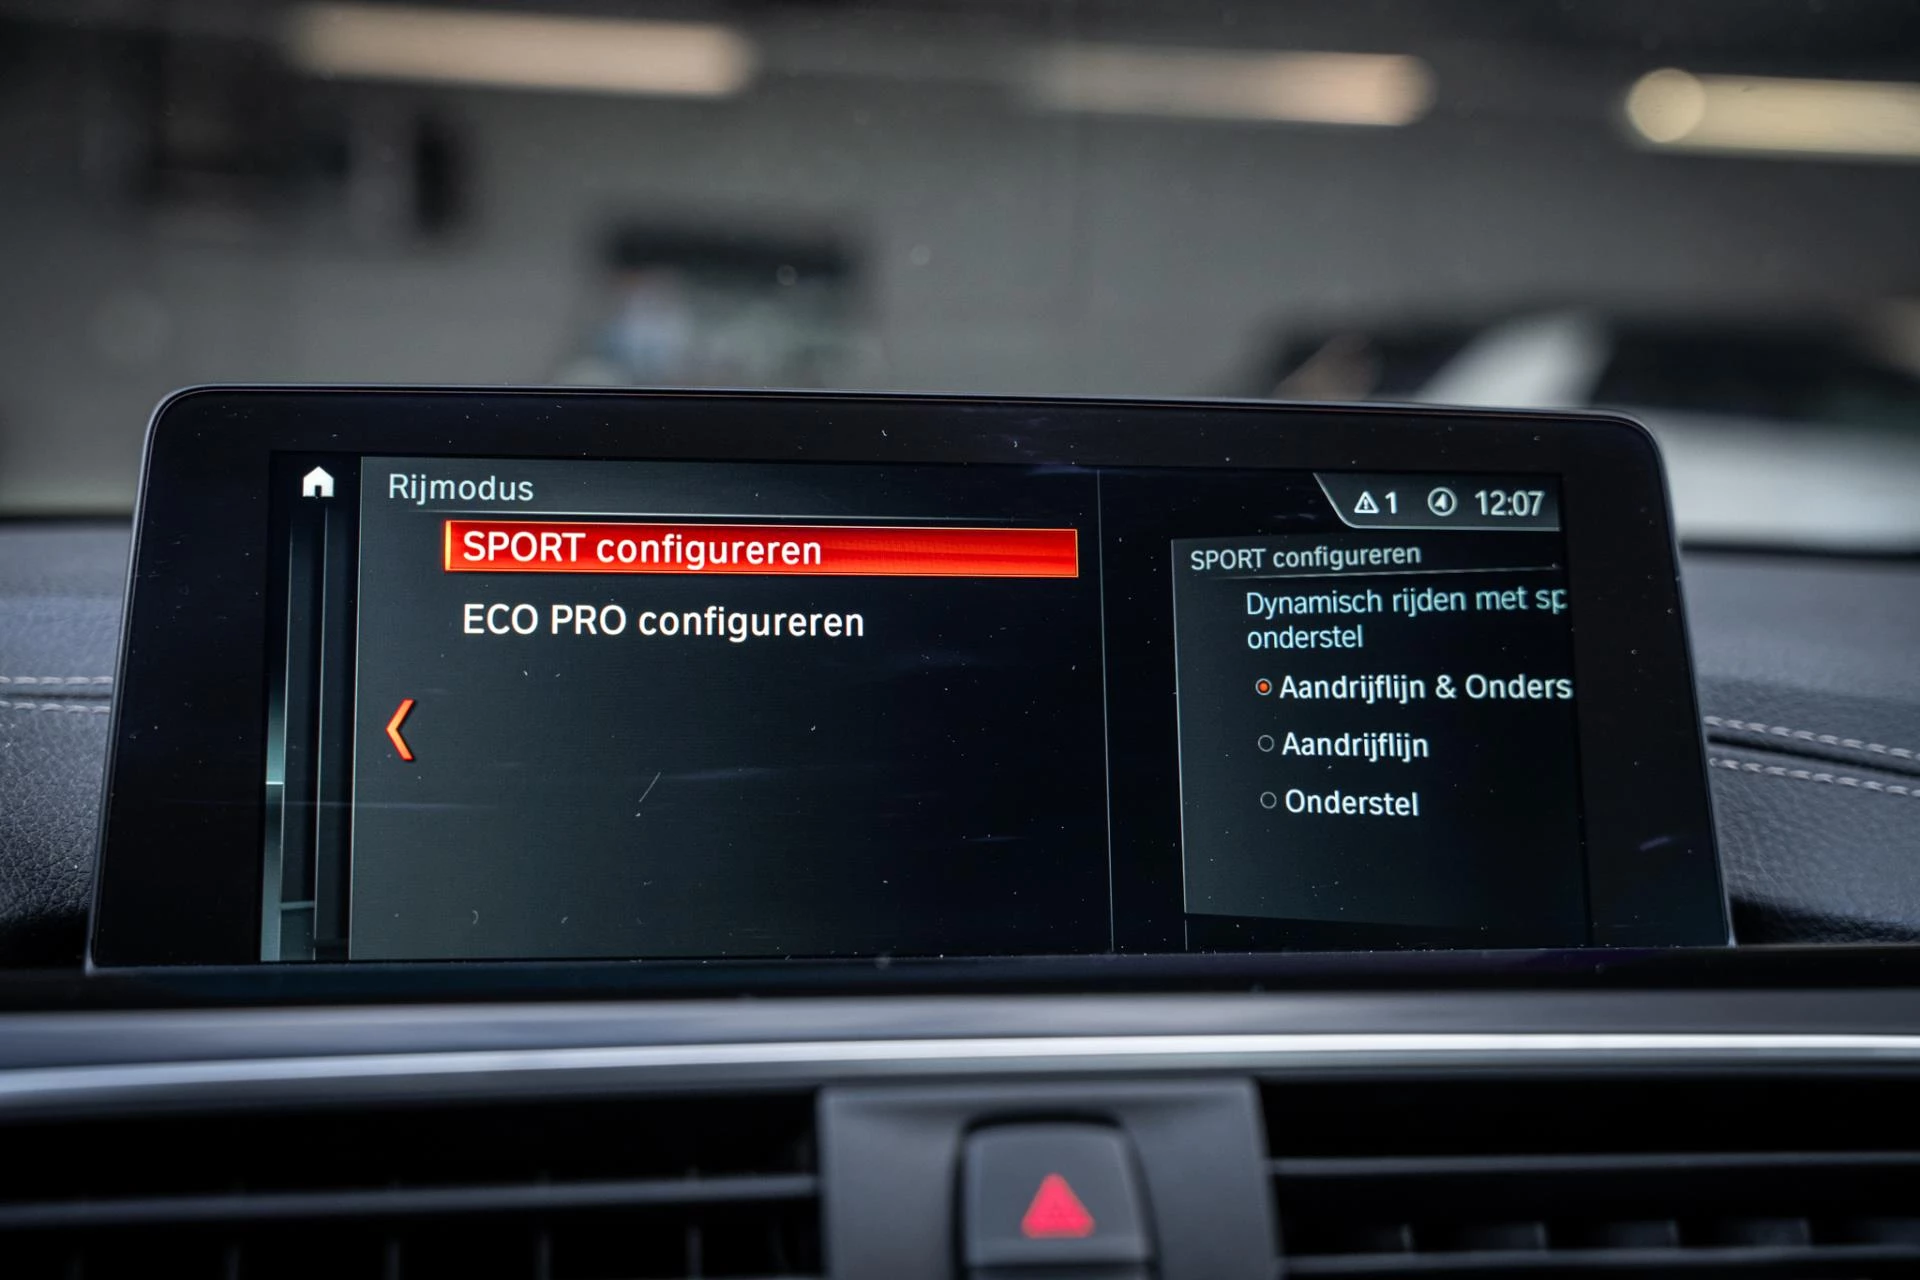 Rijmodus
SPORT configureren
ECO PRO configureren
1 12:07
SPORT configureren
Dynamisch rijden met sp
onderstel
Aandrijflijn & Onders
Aandrijflijn
Onderstel